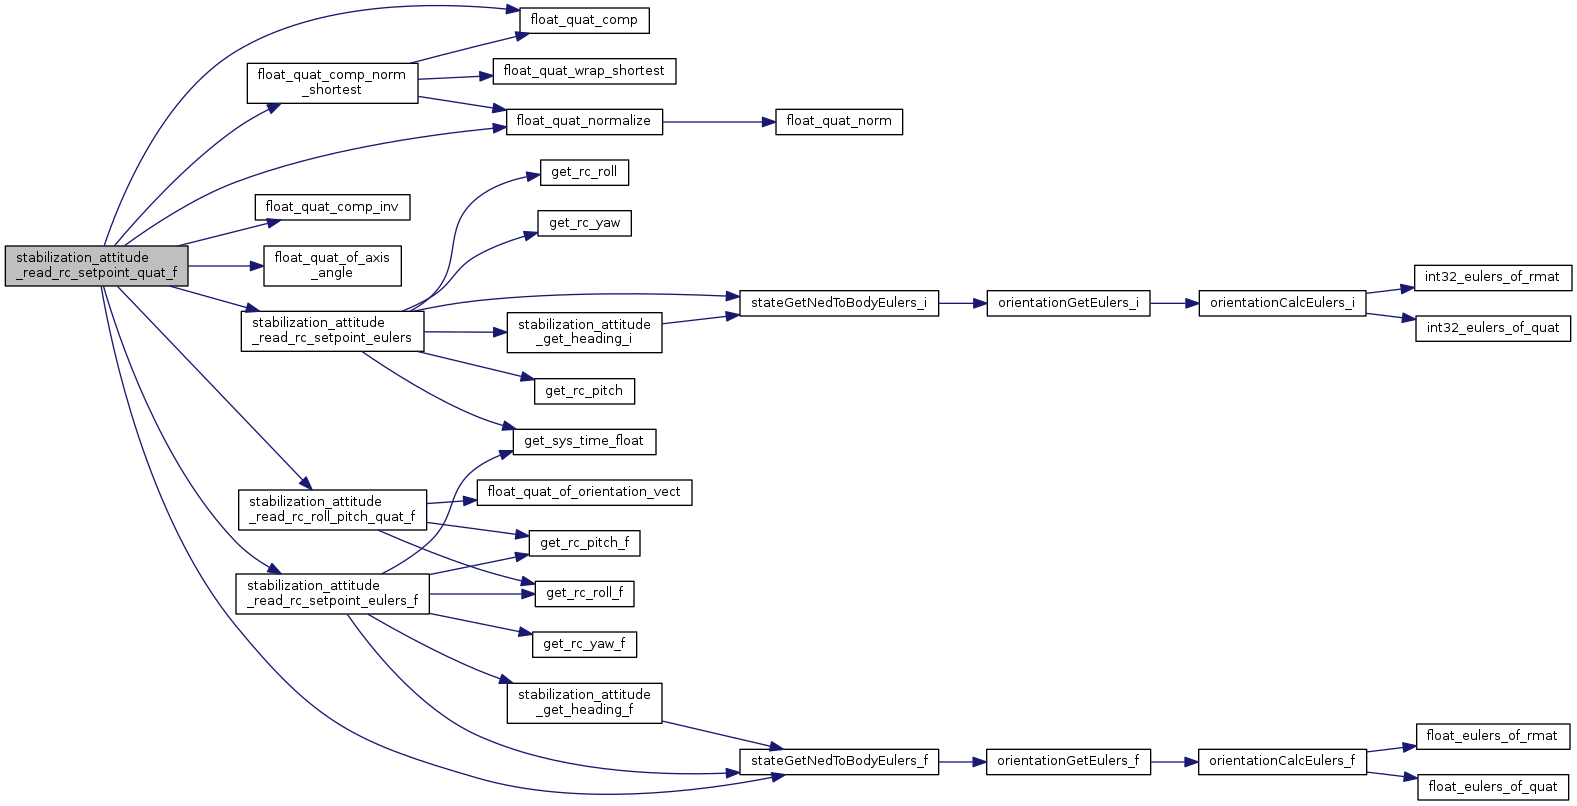 float_quat_comp
float_quat_comp_norm
_shortest
float_quat_wrap_shortest
float_quat_normalize
float_quat_norm
get_rc_roll
float_quat_comp_inv
get_rc_yaw
stabilization_attitude
_read_rc_setpoint_quat_f
float_quat_of_axis
_angle
stabilization_attitude
_read_rc_setpoint_eulers
stateGetNedToBodyEulers_i
orientationGetEulers_i
orientationCalcEulers_i
int32_eulers_of_rmat
int32_eulers_of_quat
stabilization_attitude
_get_heading_i
get_rc_pitch
get_sys_time_float
stabilization_attitude
_read_rc_roll_pitch_quat_f
float_quat_of_orientation_vect
get_rc_pitch_f
stabilization_attitude
_read_rc_setpoint_eulers_f
get_rc_roll_f
get_rc_yaw_f
stabilization_attitude
_get_heading_f
stateGetNedToBodyEulers_f
orientationGetEulers_f
orientationCalcEulers_f
float_eulers_of_rmat
float_eulers_of_quat